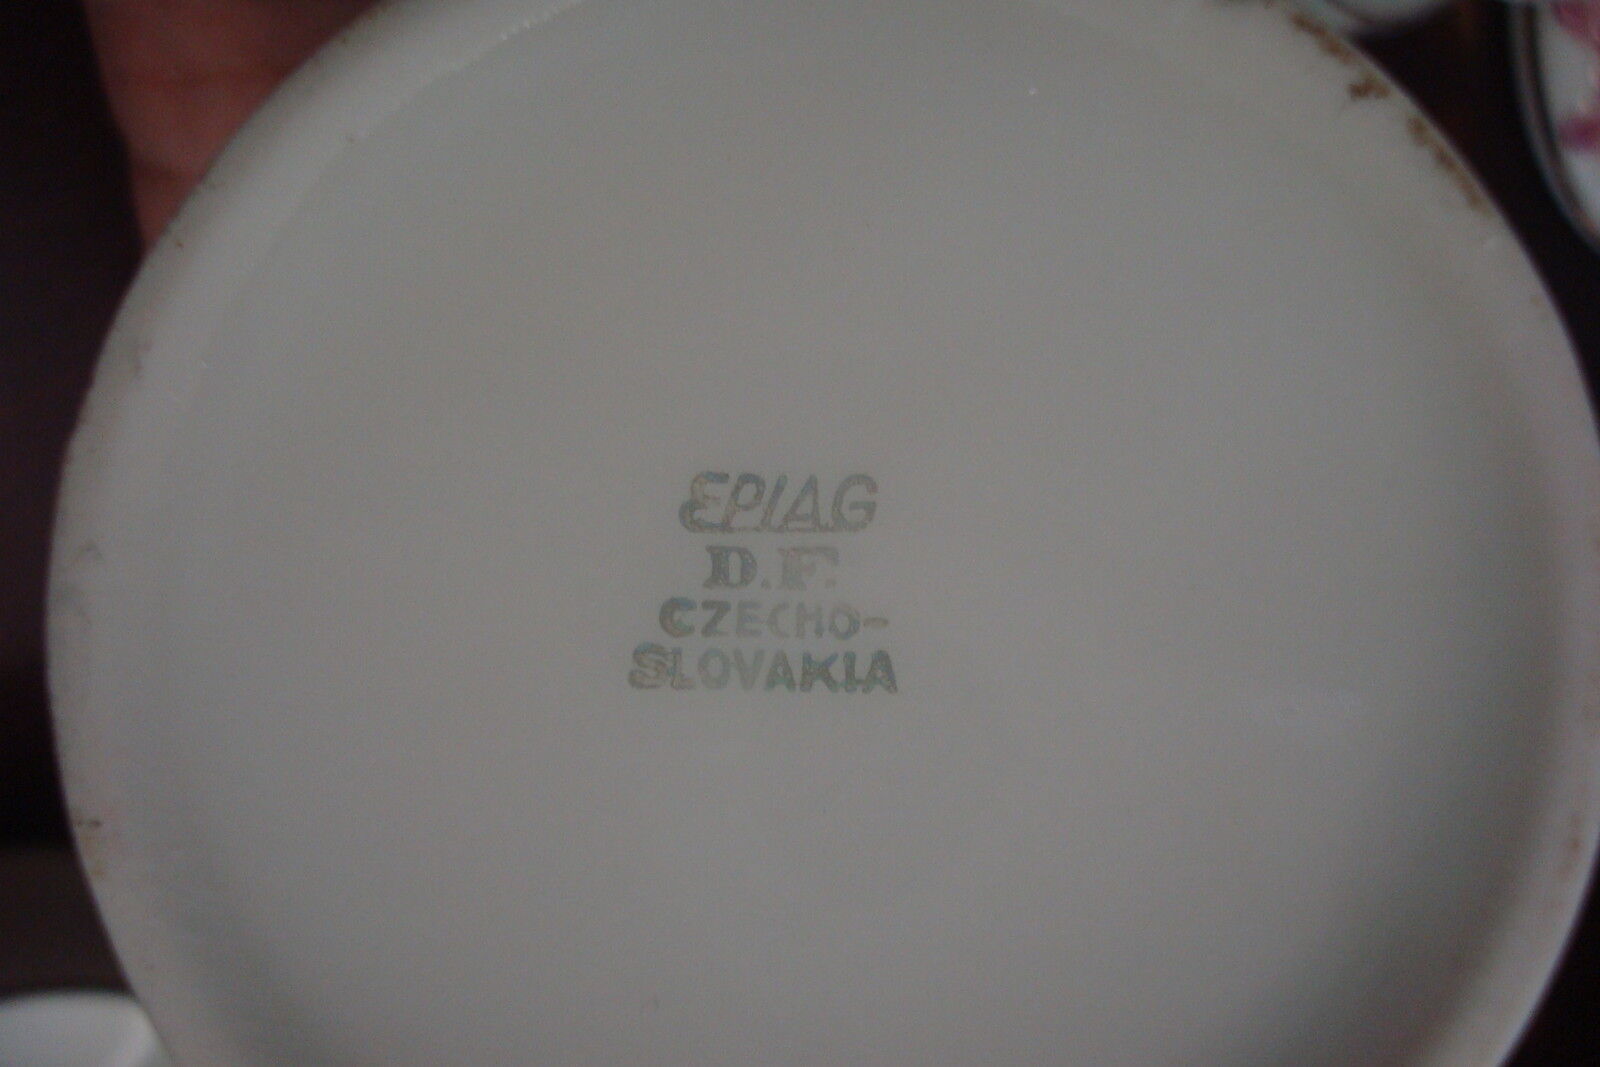 EPIAG
D.F.
CZECHO-
SLOVAKIA